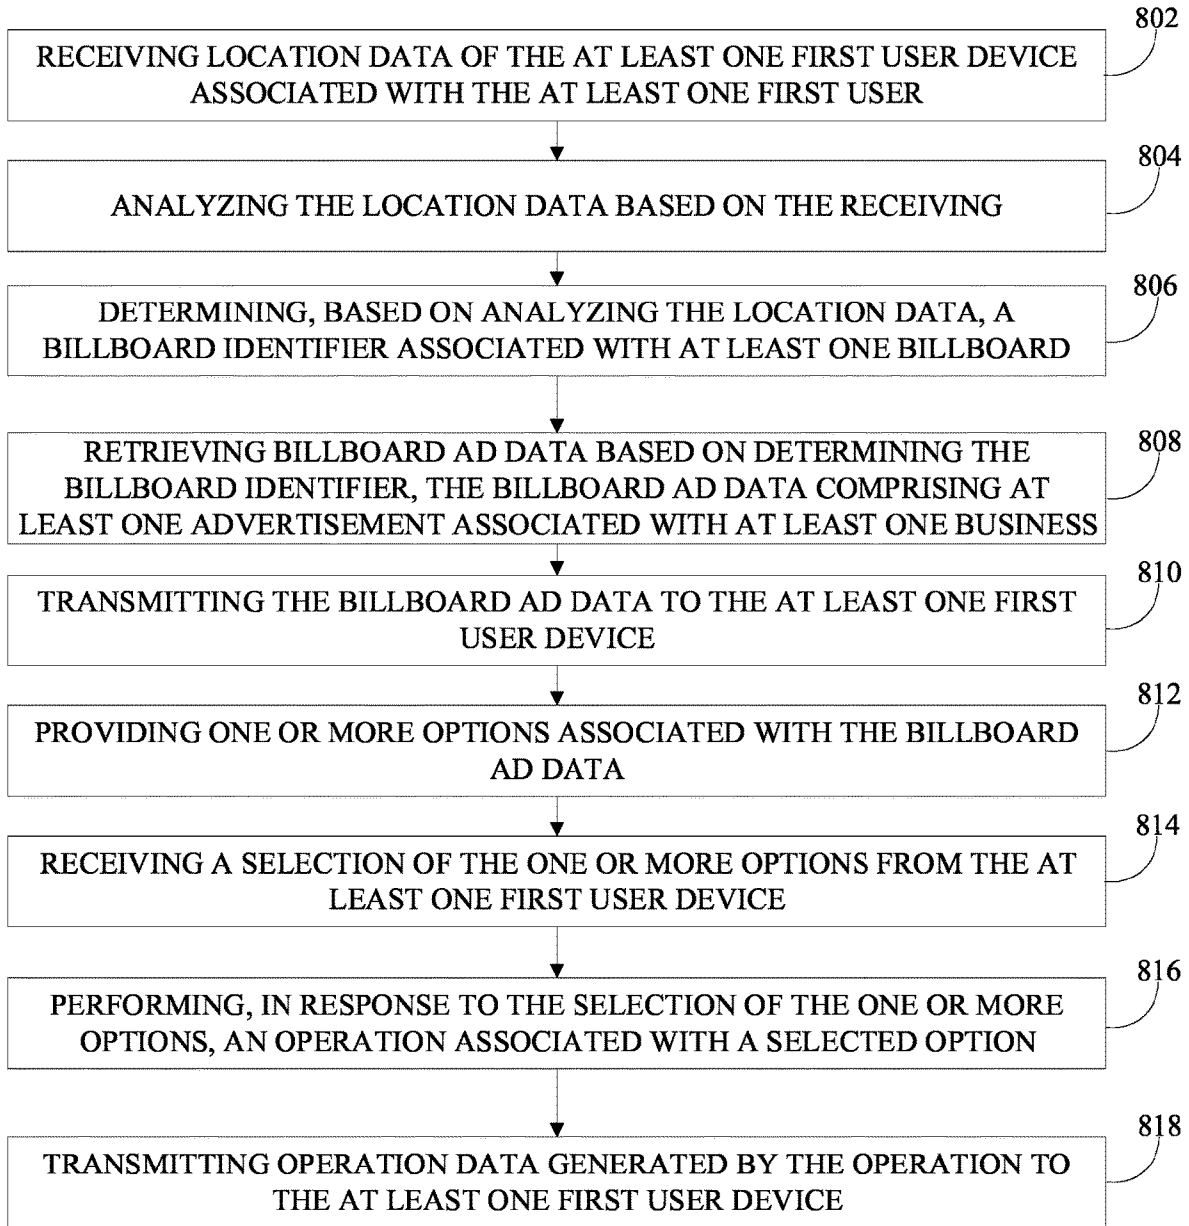 802
RECEIVING LOCATION DATA OF THE AT LEAST ONE FIRST USER DEVICE
ASSOCIATED WITH THE AT LEAST ONE FIRST USER
804
ANALYZING THE LOCATION DATA BASED ON THE RECEIVING
806
DETERMINING, BASED ON ANALYZING THE LOCATION DATA, A
BILLBOARD IDENTIFIER ASSOCIATED WITH AT LEAST ONE BILLBOARD
808
RETRIEVING BILLBOARD AD DATA BASED ON DETERMINING THE
BILLBOARD IDENTIFIER, THE BILLBOARD AD DATA COMPRISING AT
LEAST ONE ADVERTISEMENT ASSOCIATED WITH AT LEAST ONE BUSINESS
810
TRANSMITTING THE BILLBOARD AD DATA TO THE AT LEAST ONE FIRST
USER DEVICE
812
PROVIDING ONE OR MORE OPTIONS ASSOCIATED WITH THE BILLBOARD
AD DATA
814
RECEIVING A SELECTION OF THE ONE OR MORE OPTIONS FROM THE AT
LEAST ONE FIRST USER DEVICE
816
PERFORMING, IN RESPONSE TO THE SELECTION OF THE ONE OR MORE
OPTIONS, AN OPERATION ASSOCIATED WITH A SELECTED OPTION
818
TRANSMITTING OPERATION DATA GENERATED BY THE OPERATION TO
THE AT LEAST ONE FIRST USER DEVICE